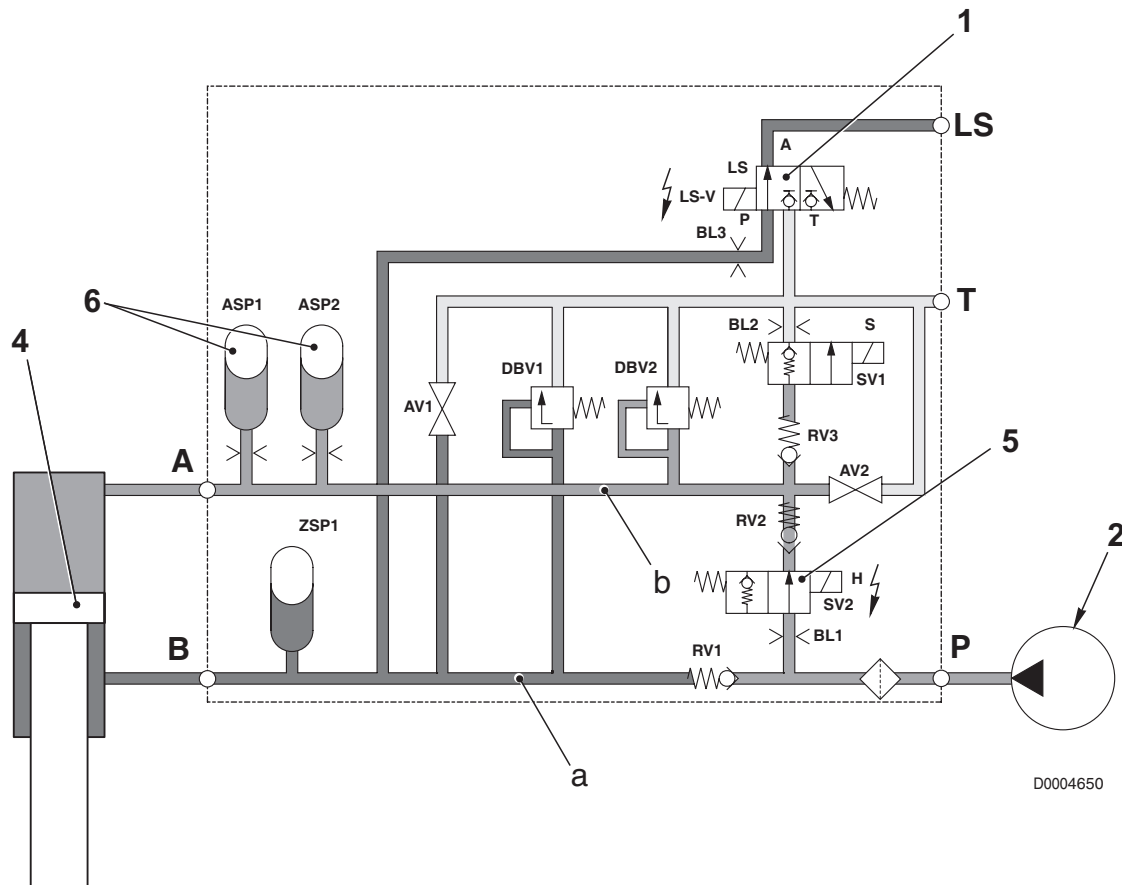 1
LS
A
LS
LS-V
P
T
BL3
6
ASP1
ASP2
T
4
BL2
S
DBV1
DBV2
SV1
AV1
RV3
5
A
AV2
ZSP1
RV2
2
b
H
SV2
B
RV1
BL1
P
a
D0004650